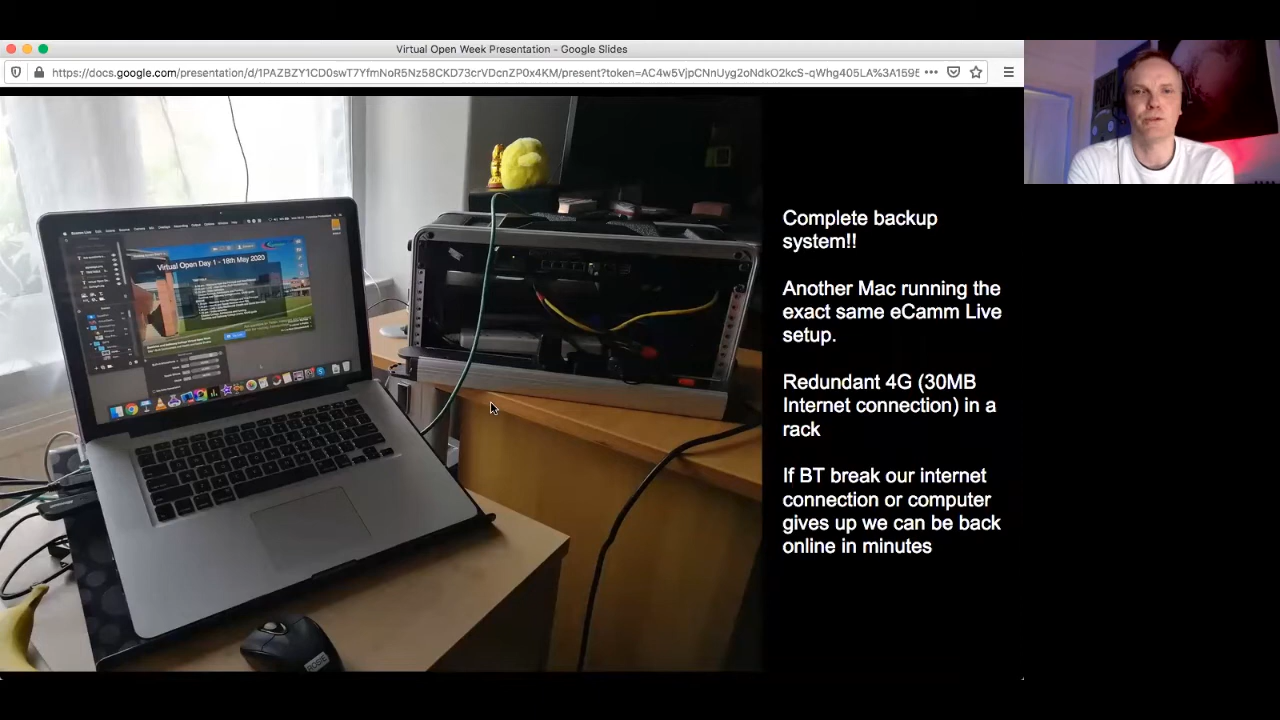 Virtual Open Week Presentation - Google Slides
https://docs.google.com/presentation/d/1PAZBZY1CD0swT7YfmNoR5Nz58CKD73crVDcnZP0x4KM/present?token=AC4w5VjpCNnUyg2oNdkO2kcS-qWhg405LA%3A159
Virtual Open Day 1 - 18th May 2020
Complete backup
system!!
Another Mac running the
exact same eCamm Live
setup.
Redundant 4G (30MB
Internet connection) in a
rack
If BT break our internet
connection or computer
gives up we can be back
online in minutes